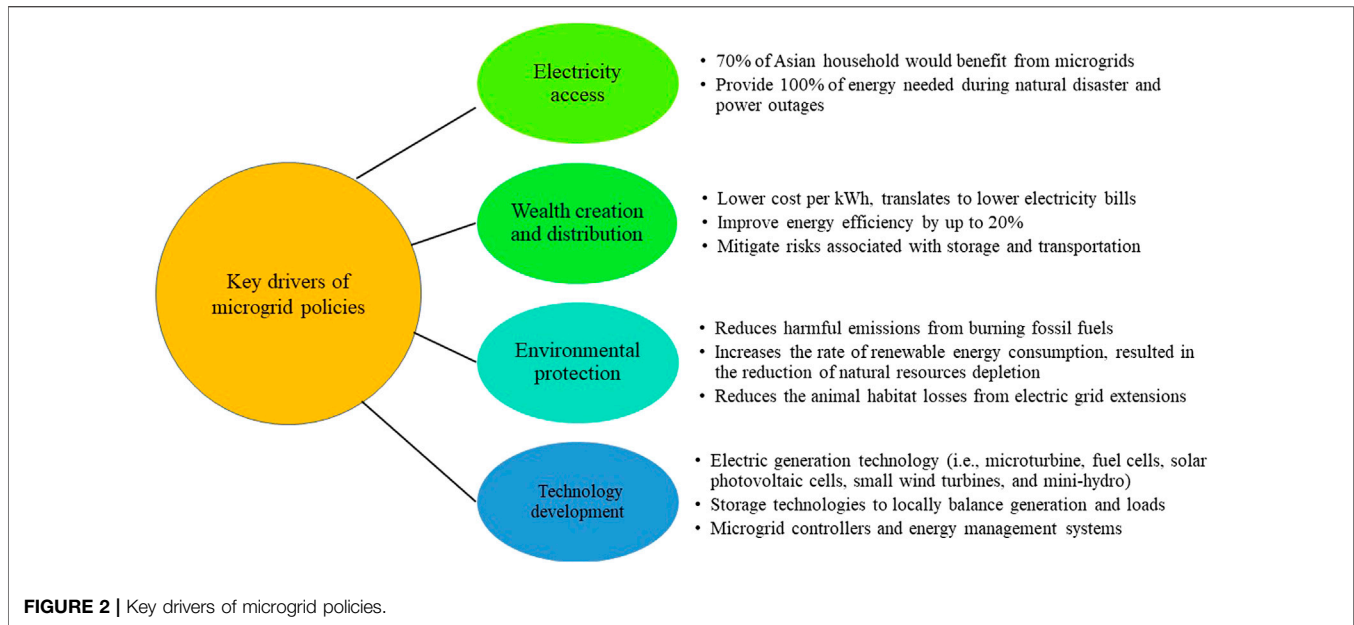 Key drivers of
microgrid policies
Electricity
access
• 70% of Asian household would benefit from microgrids
• Provide 100% of energy needed during natural disaster and
power outages
Wealth creation
and distribution
• Lower cost per kWh, translates to lower electricity bills
• Improve energy efficiency by up to 20%
• Mitigate risks associated with storage and transportation
Environmental
protection
• Reduces harmful emissions from burning fossil fuels
• Increases the rate of renewable energy consumption, resulted in
the reduction of natural resources depletion
• Reduces the animal habitat losses from electric grid extensions
Technology
development
• Electric generation technology (i.e., microturbine, fuel cells, solar
photovoltaic cells, small wind turbines, and mini-hydro)
• Storage technologies to locally balance generation and loads
• Microgrid controllers and energy management systems
FIGURE 2 | Key drivers of microgrid policies.